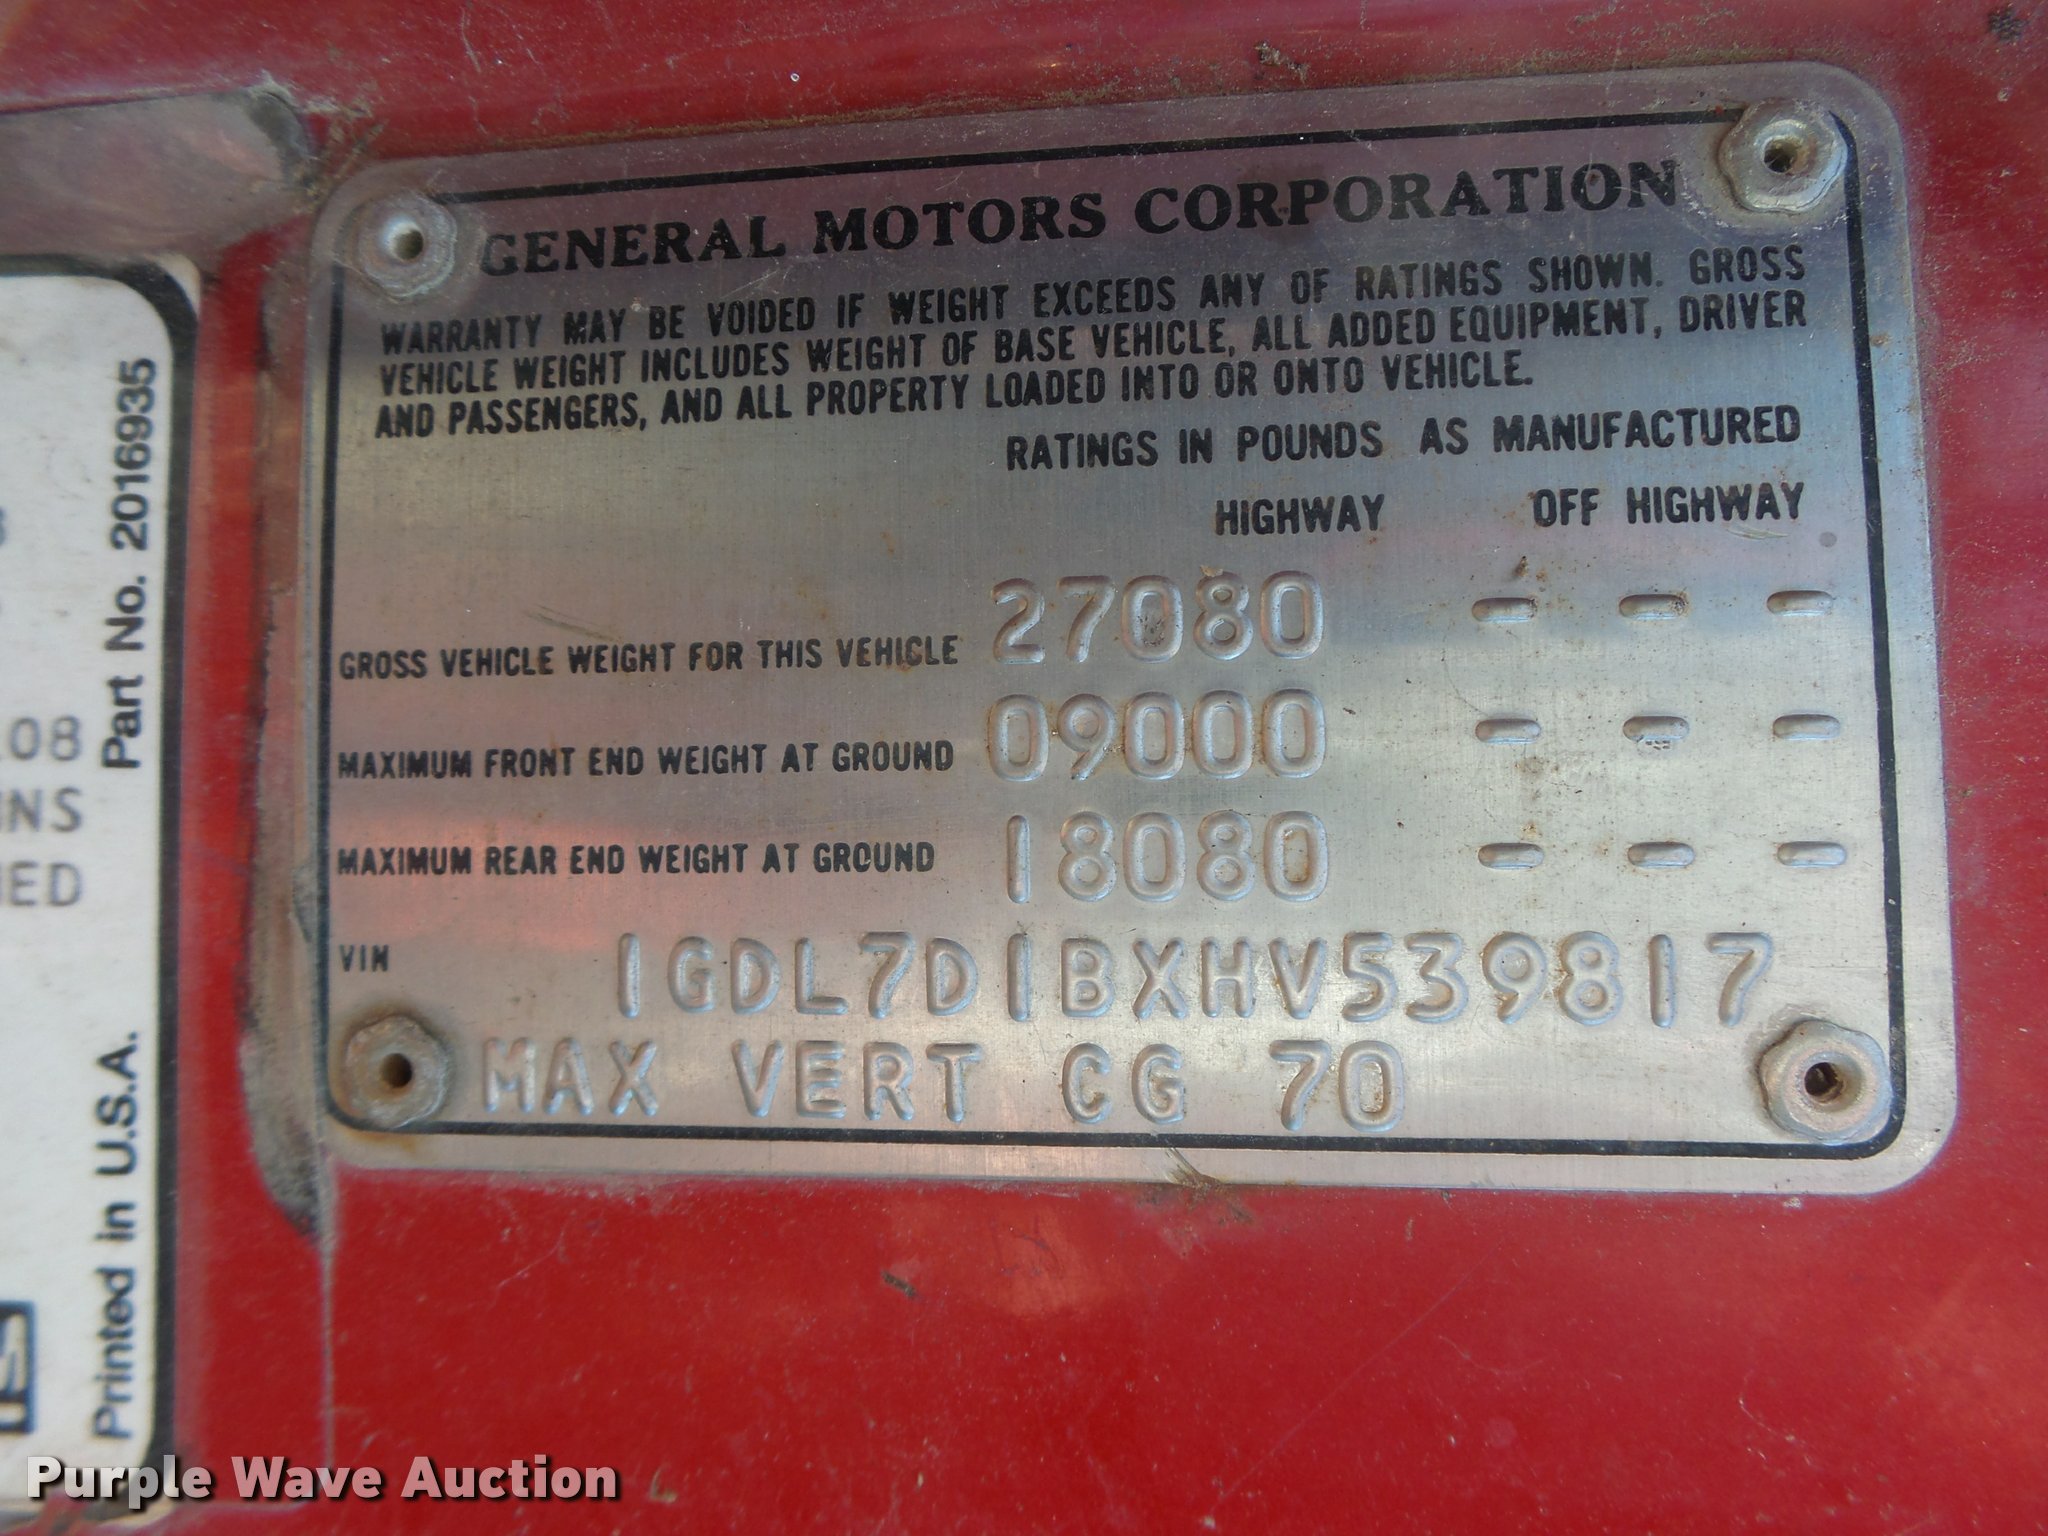 GENERAL MOTORS CORPORATION
WARRANTY MAY BE VOIDED IF WEIGHT EXCEEDS ANY OF RATINGS SHOWN. GROSS
VEHICLE WEIGHT INCLUDES WEIGHT OF BASE VEHICLE, ALL ADDED EQUIPMENT, DRIVER
AND PASSENGERS, AND ALL PROPERTY LOADED INTO OR ONTO VEHICLE.
RATINGS IN POUNDS AS MANUFACTURED
HIGHWAY OFF HIGHWAY
GROSS VEHICLE WEIGHT FOR THIS VEHICLE 27080 - - -
MAXIMUM FRONT END WEIGHT AT GROUND 09000 - - -
MAXIMUM REAR END WEIGHT AT GROUND 18080 - - -
VIN 1GDL7D1BXHV539817
MAX VERT CG 70
Part No. 2016935
Printed in U.S.A.
Purple Wave Auction